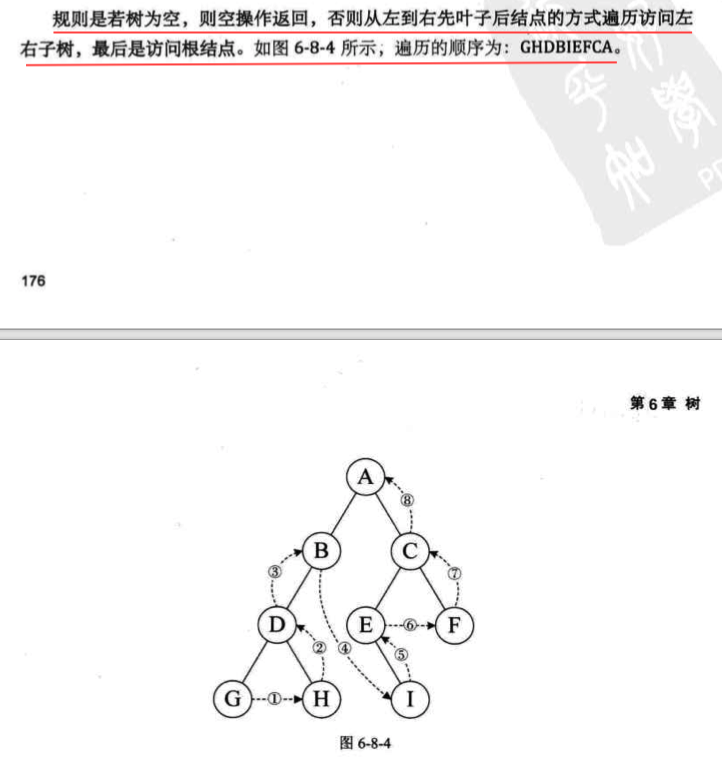 规则是若树为空，则空操作返回，否则从左到右先叶子后结点的方式遍历访问左
右子树，最后是访问根结点。如图 6-8-4 所示，遍历的顺序为：GHDBIEFCA。
176
第 6 章 树
A
⑧
B
C
③
⑦
D
E
⑥
F
②
④
⑤
G
①
H
I
图 6-8-4